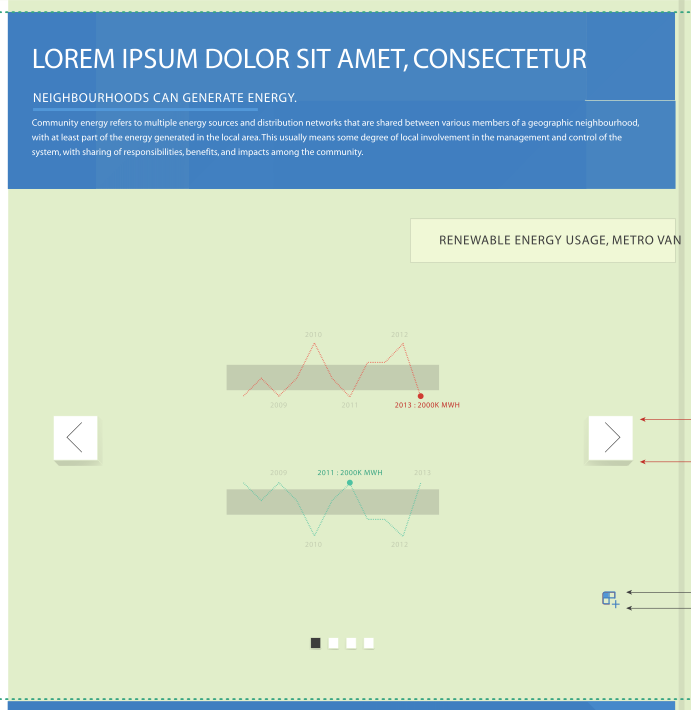 LOREM IPSUM DOLOR SIT AMET, CONSECTETUR
NEIGHBOURHOODS CAN GENERATE ENERGY.
Community energy refers to multiple energy sources and distribution networks that are shared between various members of a geographic neighbourhood,
with at least part of the energy generated in the local area. This usually means some degree of local involvement in the management and control of the
system, with sharing of responsibilities, benefits, and impacts among the community.
RENEWABLE ENERGY USAGE, METRO VAN
2010 2012
2009 2011 2013 : 2000K MWH
2009 2011 : 2000K MWH 2013
2010 2012